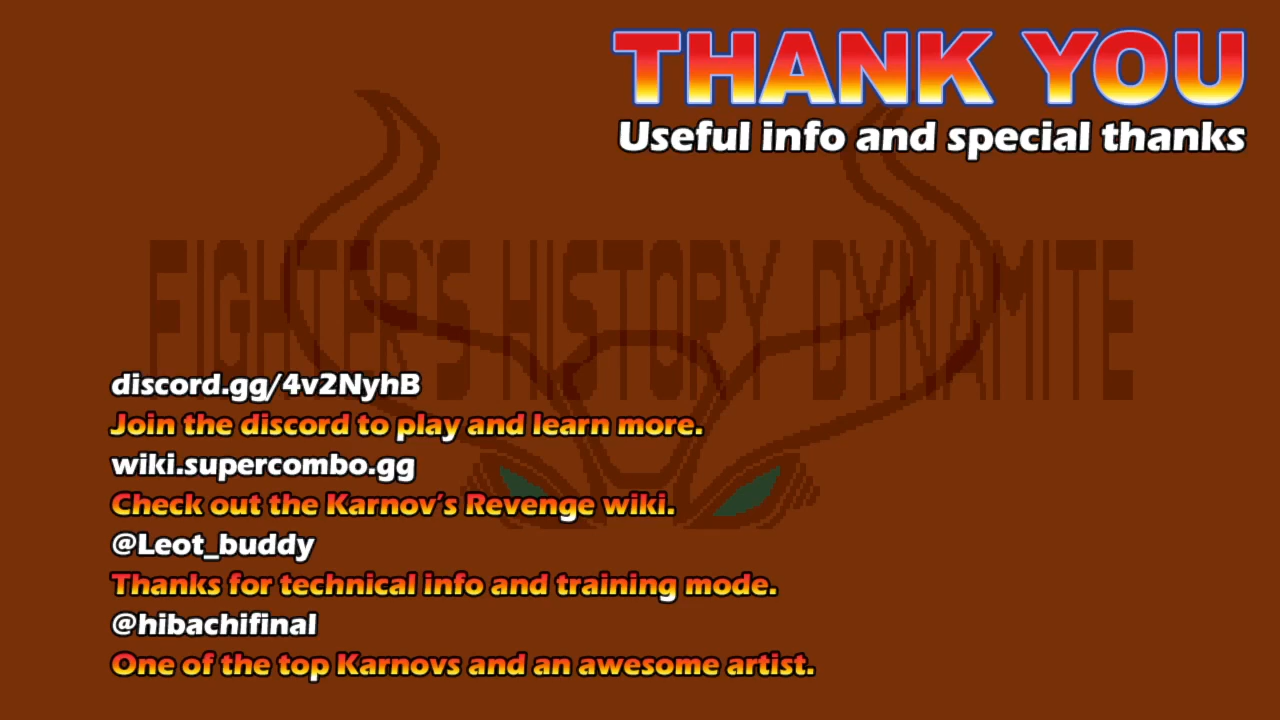 THANK YOU
Useful info and special thanks
FIGHTER'S HISTORY DYNAMITE
discord.gg/4v2NyhB
Join the discord to play and learn more.
wiki.supercombo.gg
Check out the Karnov's Revenge wiki.
@Leot_buddy
Thanks for technical info and training mode.
@hibachifinal
One of the top Karnovs and an awesome artist.